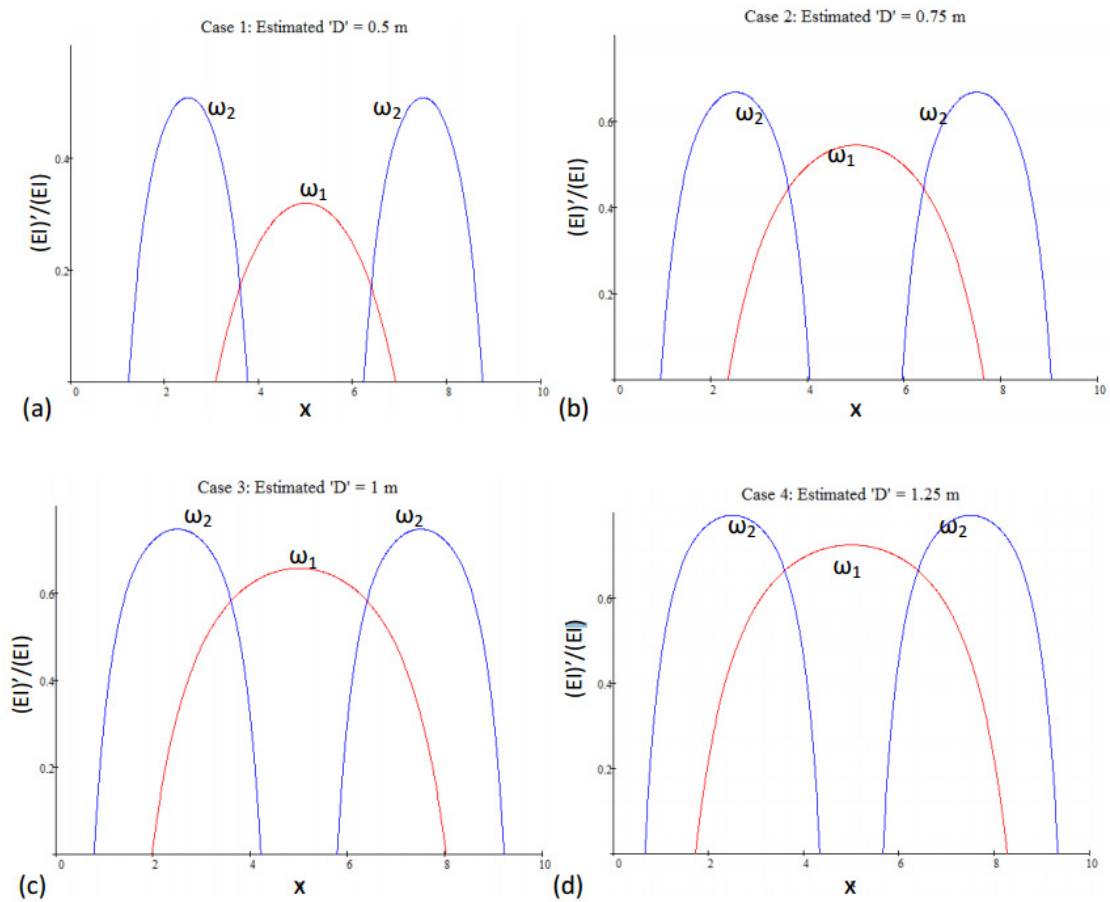 Case 1: Estimated 'D' = 0.5 m
ω2
ω2
ω1
0.4
0.2
(EI)’/(EI)
0
2
4
6
8
10
(a)
x
Case 2: Estimated 'D' = 0.75 m
ω2
ω2
ω1
0.6
0.4
0.2
(EI)’/(EI)
0
2
4
6
8
10
(b)
x
Case 3: Estimated 'D' = 1 m
ω2
ω2
ω1
0.6
0.4
0.2
(EI)’/(EI)
0
2
4
6
8
10
(c)
x
Case 4: Estimated 'D' = 1.25 m
ω2
ω2
ω1
0.6
0.4
0.2
(EI)’/(EI)
0
2
4
6
8
10
(d)
x